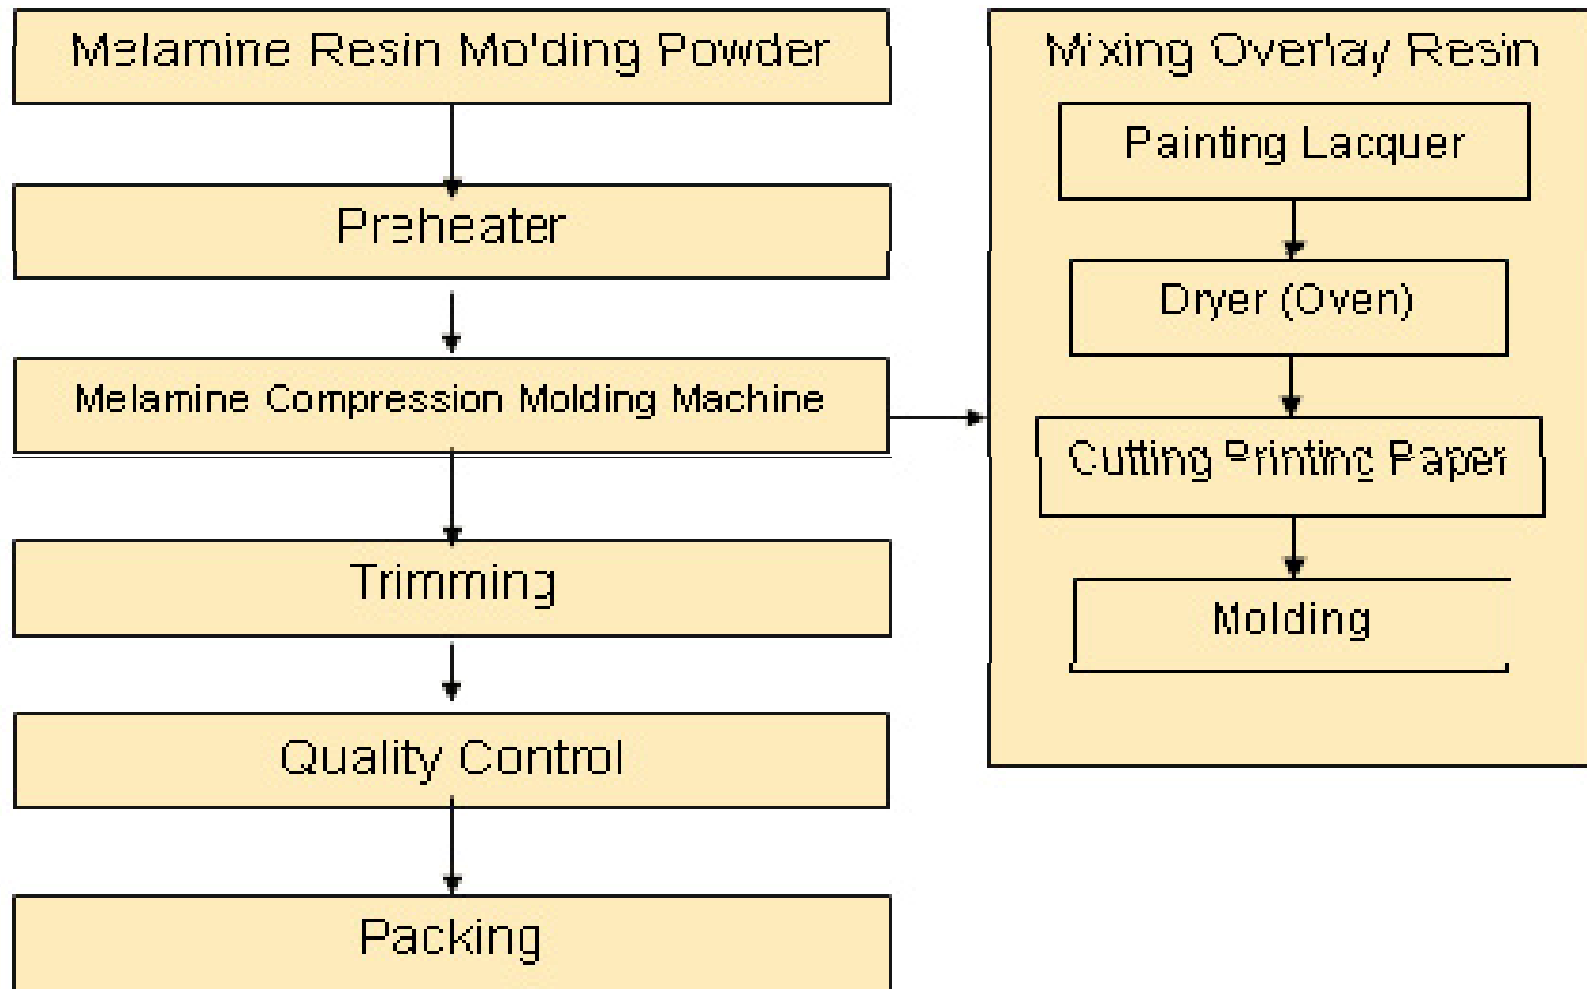 Melamine Resin Molding Powder
Preheater
Melamine Compression Molding Machine
Trimming
Quality Control
Packing
Mixing Overlay Resin
Painting Lacquer
Dryer (Oven)
Cutting Printing Paper
Molding